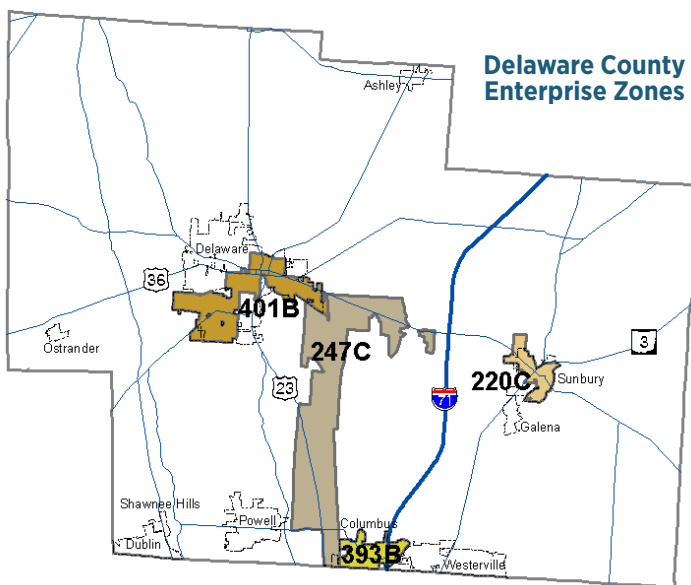 Delaware County
Enterprise Zones
Ashley
Delaware
36
401B
Ostrander
247C
3
23
220C
Sunbury
71
Galena
Shawnee Hills
Powell
Columbus
Dublin
393B
Westerville